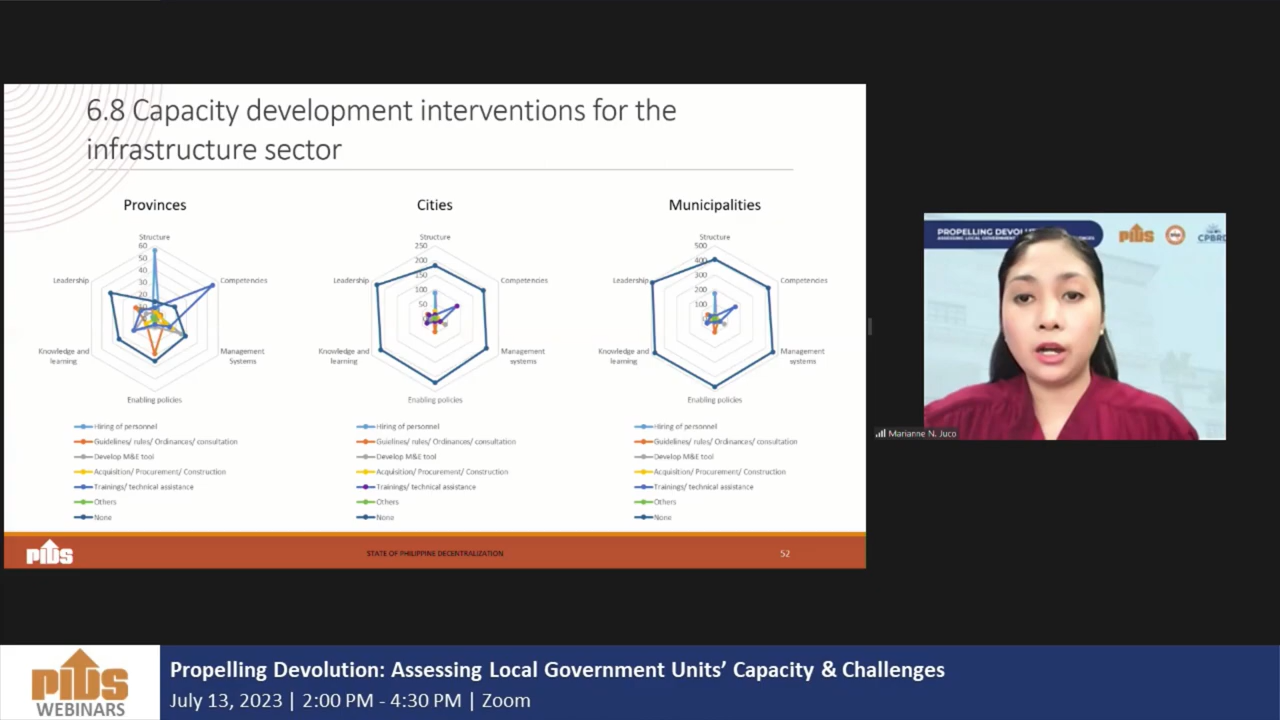 6.8 Capacity development interventions for the
infrastructure sector
Provinces
Structure
60
50
40
30
20
10
Leadership
Competencies
Knowledge and
learning
Management
Systems
Enabling policies
Hiring of personnel
Guidelines/ rules/ Ordinances/ consultation
Develop M&E tool
Acquisition/ Procurement/ Construction
Trainings/ technical assistance
Others
None
Cities
Structure
250
200
150
100
50
Leadership
Competencies
Knowledge and
learning
Management
systems
Enabling policies
Hiring of personnel
Guielines/ rules/ Ordinances/ consultation
Develop M&E tool
Acquisition/ Procurement/ Construction
Trainings/ technical assistance
Others
None
Municipalities
Structure
500
400
300
200
100
Leadership
Competencies
Knowledge and
learning
Management
systems
Enabling policies
Hiring of personnel
Guidelines/ rules/ Ordinances/ consultation
Develop M&E tool
Acquisition/ Procurement/ Construction
Trainings/ technical assistance
Others
None
PIDS
STATE OF PHILIPPINE DECENTRALIZATION
52
PROPELLING DEVOLU
PIDS
CPBRD
Marianne N. Juco
PIDS
WEBINARS
Propelling Devolution: Assessing Local Government Units' Capacity & Challenges
July 13, 2023 | 2:00 PM - 4:30 PM | Zoom